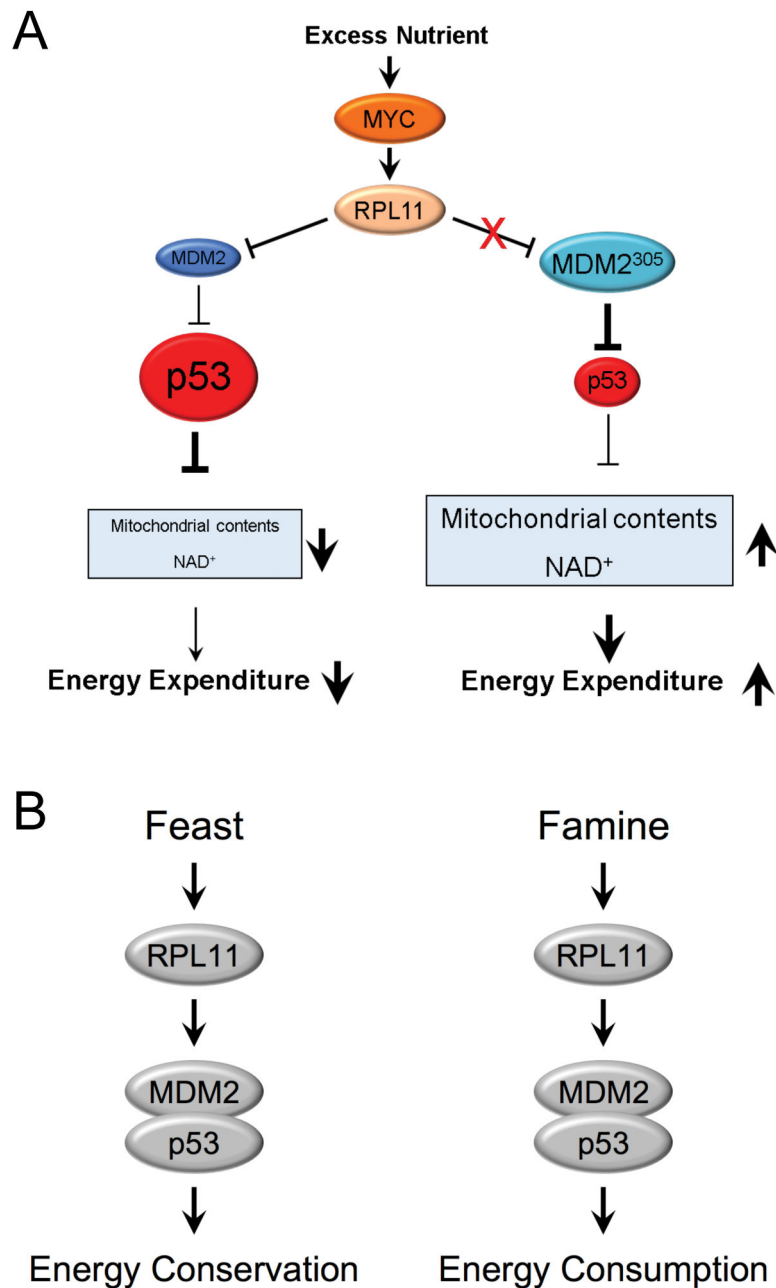 A
Excess Nutrient
MYC
RPL11
X
MDM2
MDM2³⁰⁵
p53
p53
Mitochondrial contents
NAD⁺
Mitochondrial contents
NAD⁺
Energy Expenditure
Energy Expenditure
B
Feast
Famine
RPL11
RPL11
MDM2
MDM2
p53
p53
Energy Conservation
Energy Consumption